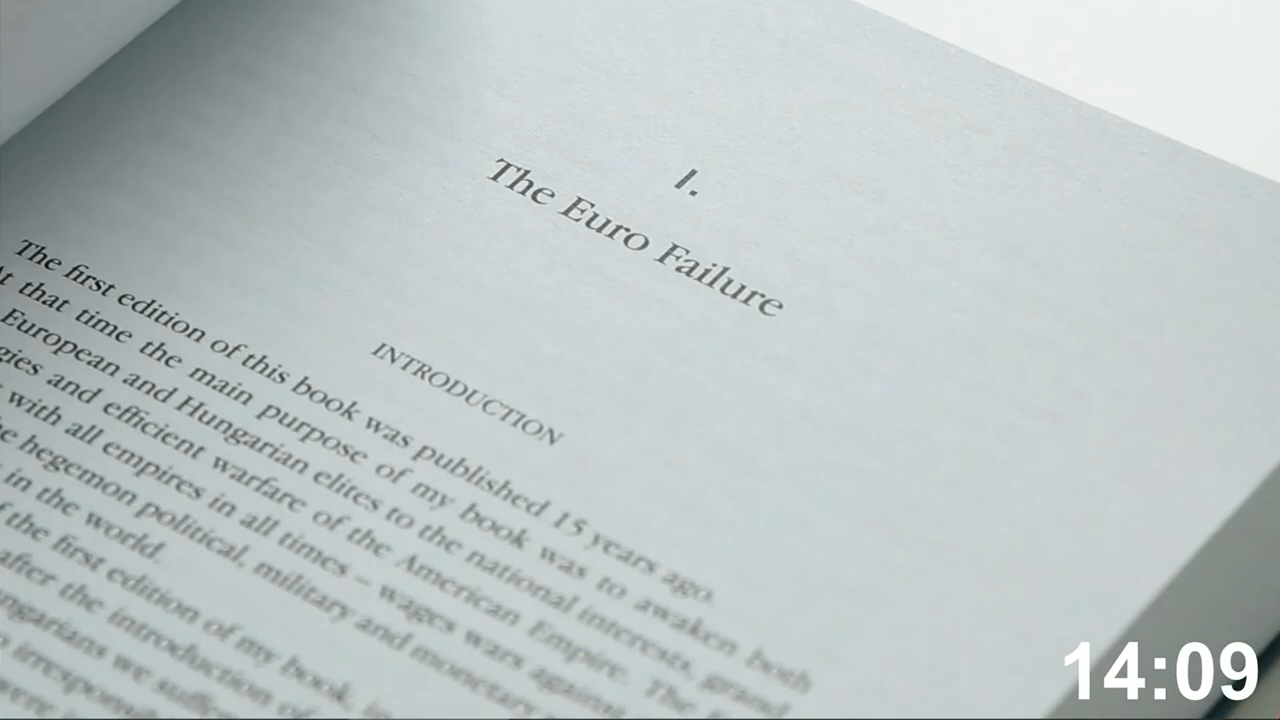 I.
The Euro Failure
INTRODUCTION
The first edition of this book was published 15 years ago.
At that time the main purpose of my book was to awaken both
European and Hungarian elites to the national interests, grand
and efficient warfare of the American Empire. The
with all empires in all times – wages wars against
hegemon political, military and monetary
in the world.
the first edition of my book, in
after the introduction of
we
14:09